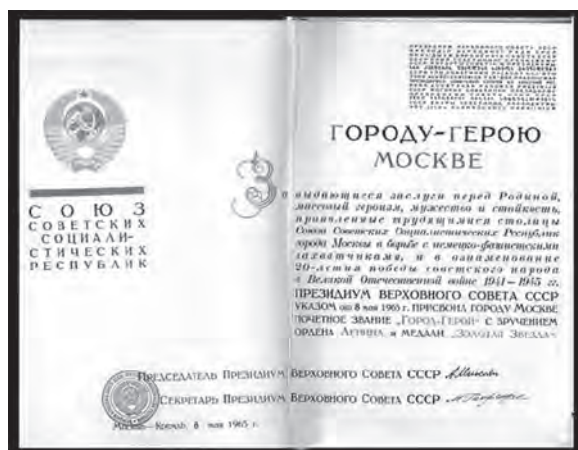 СОЮЗ
СОВЕТСКИХ
СОЦИАЛИ-
СТИЧЕСКИХ
РЕСПУБЛИК
ГОРОДУ-ГЕРОЮ
МОСКВЕ
За выдающиеся заслуги перед Родиной,
массовый героизм, мужество и стойкость,
проявленные трудящимися столицы
Союза Советских Социалистических Республик
города Москвы в борьбе с немецко-фашистскими
захватчиками, и в ознаменование
20-летия победы советского народа
в Великой Отечественной войне 1941–1945 гг.
ПРЕЗИДИУМ ВЕРХОВНОГО СОВЕТА СССР
УКАЗОМ от 8 мая 1965 г. ПРИСВОИЛ ГОРОДУ МОСКВЕ
ПОЧЕТНОЕ ЗВАНИЕ „ГОРОД-ГЕРОЙ“ С ВРУЧЕНИЕМ
ОРДЕНА ЛЕНИНА и МЕДАЛИ „ЗОЛОТАЯ ЗВЕЗДА“
ПРЕДСЕДАТЕЛЬ ПРЕЗИДИУМ ВЕРХОВНОГО СОВЕТА СССР
СЕКРЕТАРЬ ПРЕЗИДИУМ ВЕРХОВНОГО СОВЕТА СССР
Москва–Кремль 8 мая 1965 г.